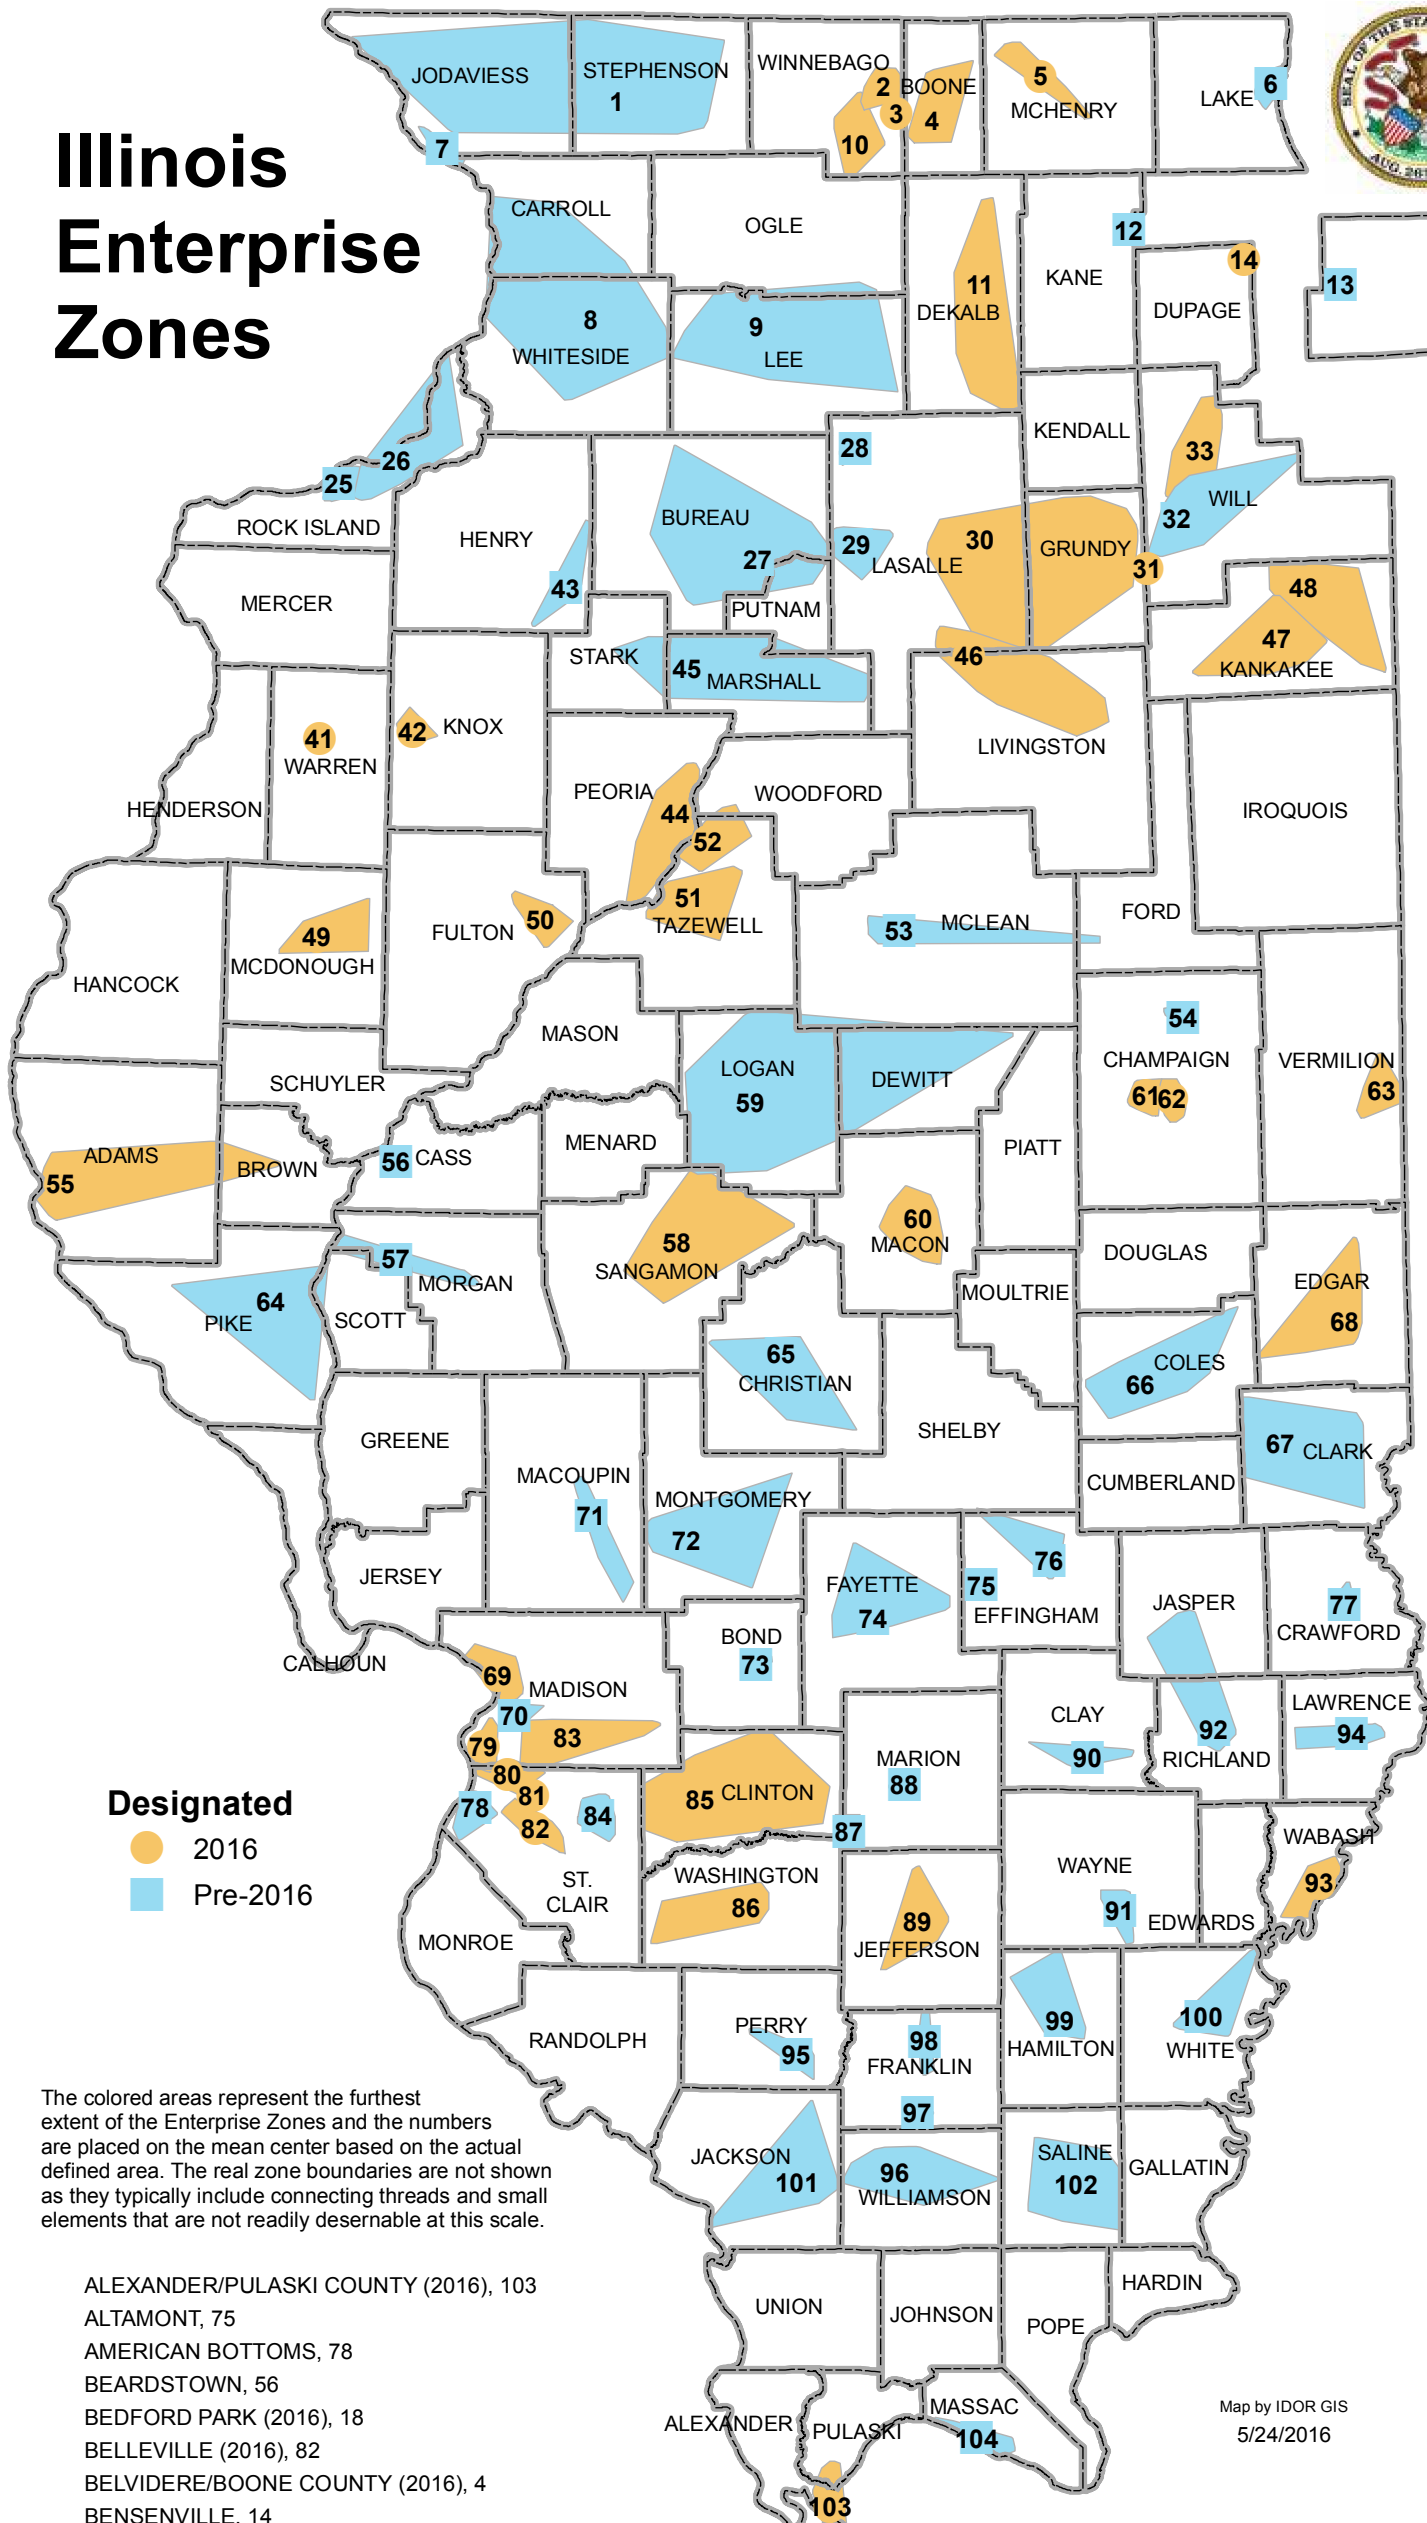 Illinois
Enterprise
Zones
JODAVIESS
STEPHENSON
1
WINNEBAGO
2
BOONE
3
4
5
MCHENRY
LAKE
6
SEAL OF THE STA
AUG. 26
7
10
CARROLL
OGLE
12
14
13
11
DEKALB
KANE
DUPAGE
8
WHITESIDE
9
LEE
KENDALL
28
33
26
25
ROCK ISLAND
HENRY
BUREAU
27
29
LASALLE
30
GRUNDY
31
32
WILL
43
MERCER
PUTNAM
48
47
KANKAKEE
STARK
45
MARSHALL
46
LIVINGSTON
41
WARREN
42
KNOX
HENDERSON
PEORIA
44
WOODFORD
52
IROQUOIS
51
TAZEWELL
50
FULTON
49
MCDONOUGH
53
MCLEAN
FORD
HANCOCK
MASON
54
CHAMPAIGN
61
62
VERMILION
63
SCHUYLER
LOGAN
59
DEWITT
MENARD
PIATT
ADAMS
55
BROWN
56
CASS
58
SANGAMON
60
MACON
DOUGLAS
57
MORGAN
MOULTRIE
EDGAR
68
64
PIKE
SCOTT
65
CHRISTIAN
COLES
66
GREENE
SHELBY
67
CLARK
MACOUPIN
71
MONTGOMERY
72
CUMBERLAND
JERSEY
FAYETTE
74
75
76
EFFINGHAM
JASPER
77
CRAWFORD
CALHOUN
BOND
73
69
MADISON
70
79
83
CLAY
90
92
RICHLAND
LAWRENCE
94
MARION
88
80
81
78
82
84
85
CLINTON
87
Designated
2016
Pre-2016
ST.
CLAIR
WASHINGTON
86
WAYNE
91
EDWARDS
WABASH
93
89
JEFFERSON
MONROE
RANDOLPH
PERRY
95
98
FRANKLIN
97
99
HAMILTON
100
WHITE
The colored areas represent the furthest
extent of the Enterprise Zones and the numbers
are placed on the mean center based on the actual
defined area. The real zone boundaries are not shown
as they typically include connecting threads and small
elements that are not readily desernable at this scale.
JACKSON
101
96
WILLIAMSON
SALINE
102
GALLATIN
UNION
JOHNSON
POPE
HARDIN
ALEXANDER
PULASKI
MASSAC
104
103
ALEXANDER/PULASKI COUNTY (2016), 103
ALTAMONT, 75
AMERICAN BOTTOMS, 78
BEARDSTOWN, 56
BEDFORD PARK (2016), 18
BELLEVILLE (2016), 82
BELVIDERE/BOONE COUNTY (2016), 4
BENSENVILLE, 14
Map by IDOR GIS
5/24/2016